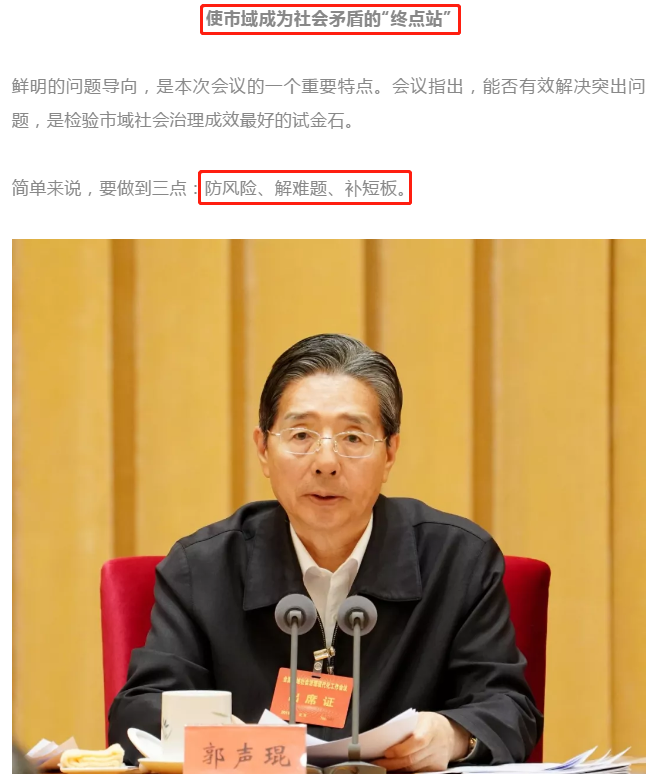 使市域成为社会矛盾的“终点站”
鲜明的问题导向，是本次会议的一个重要特点。会议指出，能否有效解决突出问
题，是检验市域社会治理成效最好的试金石。
简单来说，要做到三点：防风险、解难题、补短板。
出席证
郭声琨